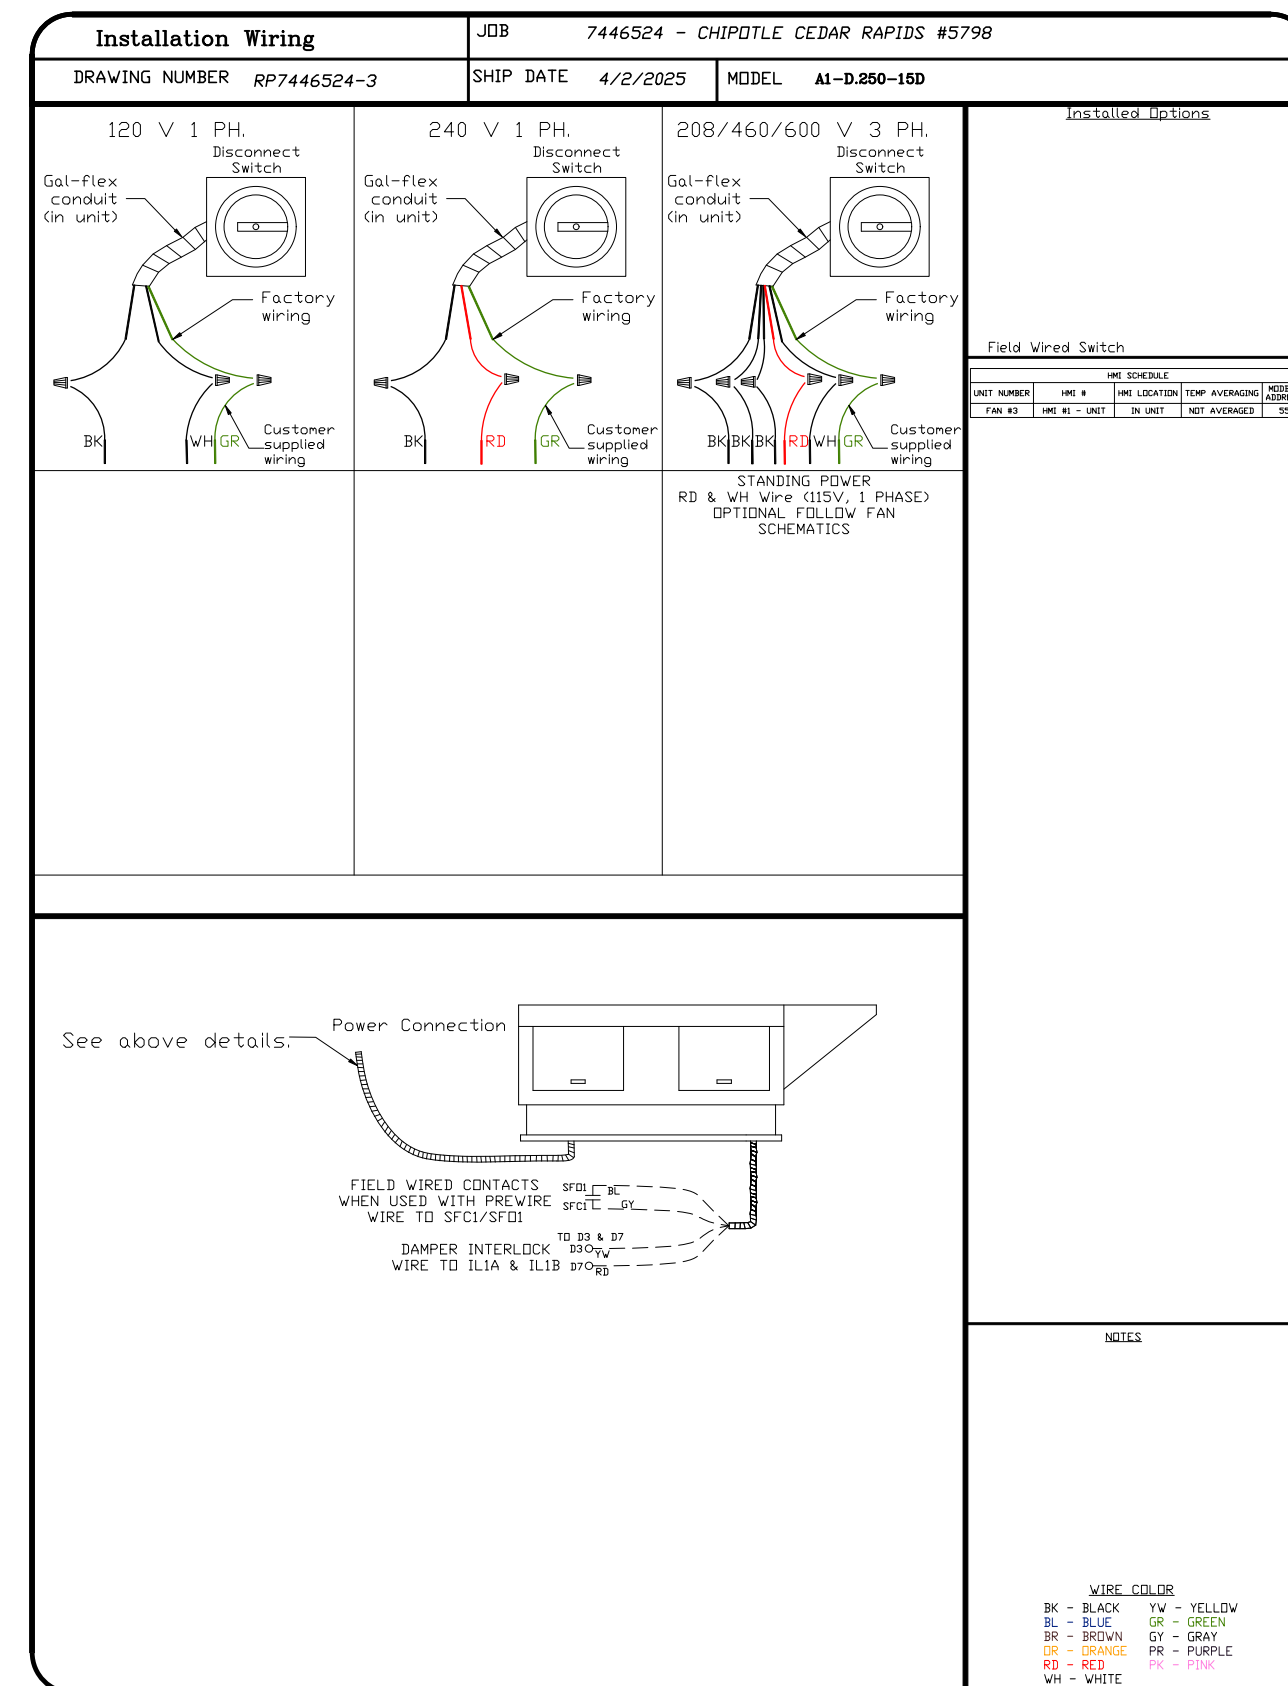 Installation Wiring
JOB 7446524 - CHIPOTLE CEDAR RAPIDS #5798
DRAWING NUMBER RP7446524-3
SHIP DATE 4/2/2025
MODEL A1-D.250-15D
120 V 1 PH.
Disconnect
Switch
Gal-flex
conduit
(in unit)
Factory
wiring
BK WH GR
Customer
supplied
wiring
240 V 1 PH.
Disconnect
Switch
Gal-flex
conduit
(in unit)
Factory
wiring
BK RD GR
Customer
supplied
wiring
208/460/600 V 3 PH.
Disconnect
Switch
Gal-flex
conduit
(in unit)
Factory
wiring
BK BK BK RD WH GR
Customer
supplied
wiring
STANDING POWER
RD & WH Wire (115V, 1 PHASE)
OPTIONAL FOLLOW FAN
SCHEMATICS
Installed Options
Field Wired Switch
HMI SCHEDULE
UNIT NUMBER HMI # HMI LOCATION TEMP AVERAGING
FAN #3 HMI #1 - UNIT IN UNIT NOT AVERAGED 55
See above details.
Power Connection
FIELD WIRED CONTACTS
WHEN USED WITH PREWIRE
WIRE TO SFC1/SFO1
SFO1 BL
SFC1 GY
TO D3 & D7
DAMPER INTERLOCK D3 YW
WIRE TO IL1A & IL1B D7 RD
NOTES
WIRE COLOR
BK - BLACK YW - YELLOW
BL - BLUE GR - GREEN
BR - BROWN GY - GRAY
OR - ORANGE PR - PURPLE
RD - RED PK - PINK
WH - WHITE